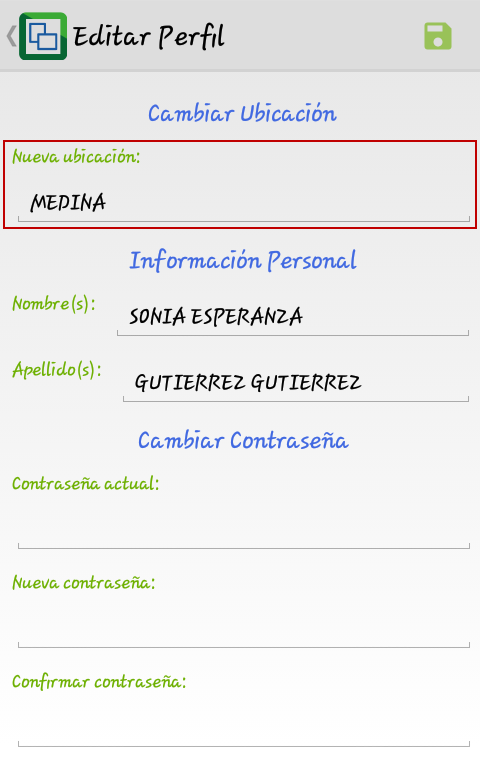 Editar Perfil
Cambiar Ubicación
Nueva ubicación:
MEDINA
Información Personal
Nombre(s):
SONIA ESPERANZA
Apellido(s):
GUTIERREZ GUTIERREZ
Cambiar Contraseña
Contraseña actual:
Nueva contraseña:
Confirmar contraseña: